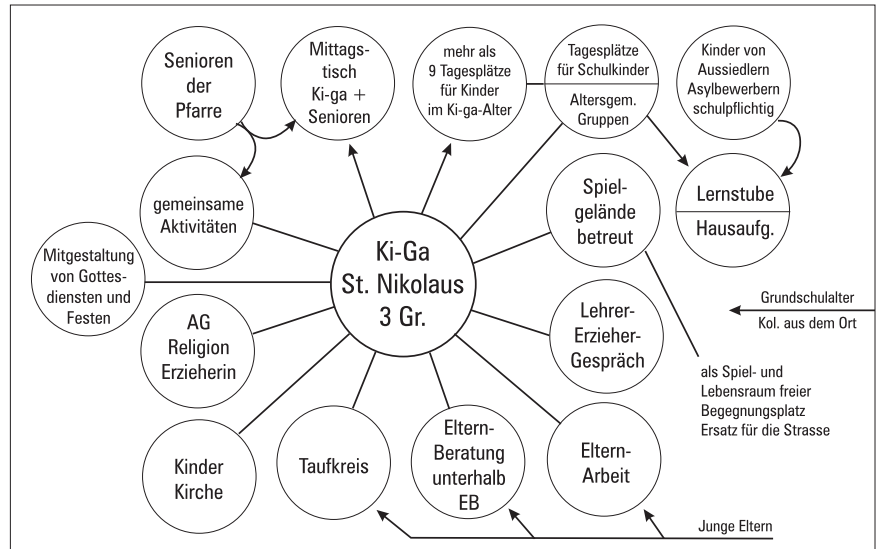 Senioren
der
Pfarre
Mittags-
tisch
Ki-ga +
Senioren
mehr als
9 Tagesplätze
für Kinder
im Ki-ga-Alter
Tagesplätze
für Schulkinder
Altersgem.
Gruppen
Kinder von
Aussiedlern
Asylbewerbern
schulpflichtig
gemeinsame
Aktivitäten
Spiel-
gelände
betreut
Lernstube
Hausaufg.
Mitgestaltung
von Gottes-
diensten und
Festen
Ki-Ga
St. Nikolaus
3 Gr.
Grundschulalter
Kol. aus dem Ort
AG
Religion
Erzieherin
Lehrer-
Erzieher-
Gespräch
als Spiel- und
Lebensraum freier
Begegnungsplatz
Ersatz für die Strasse
Kinder
Kirche
Taufkreis
Eltern-
Beratung
unterhalb
EB
Eltern-
Arbeit
Junge Eltern